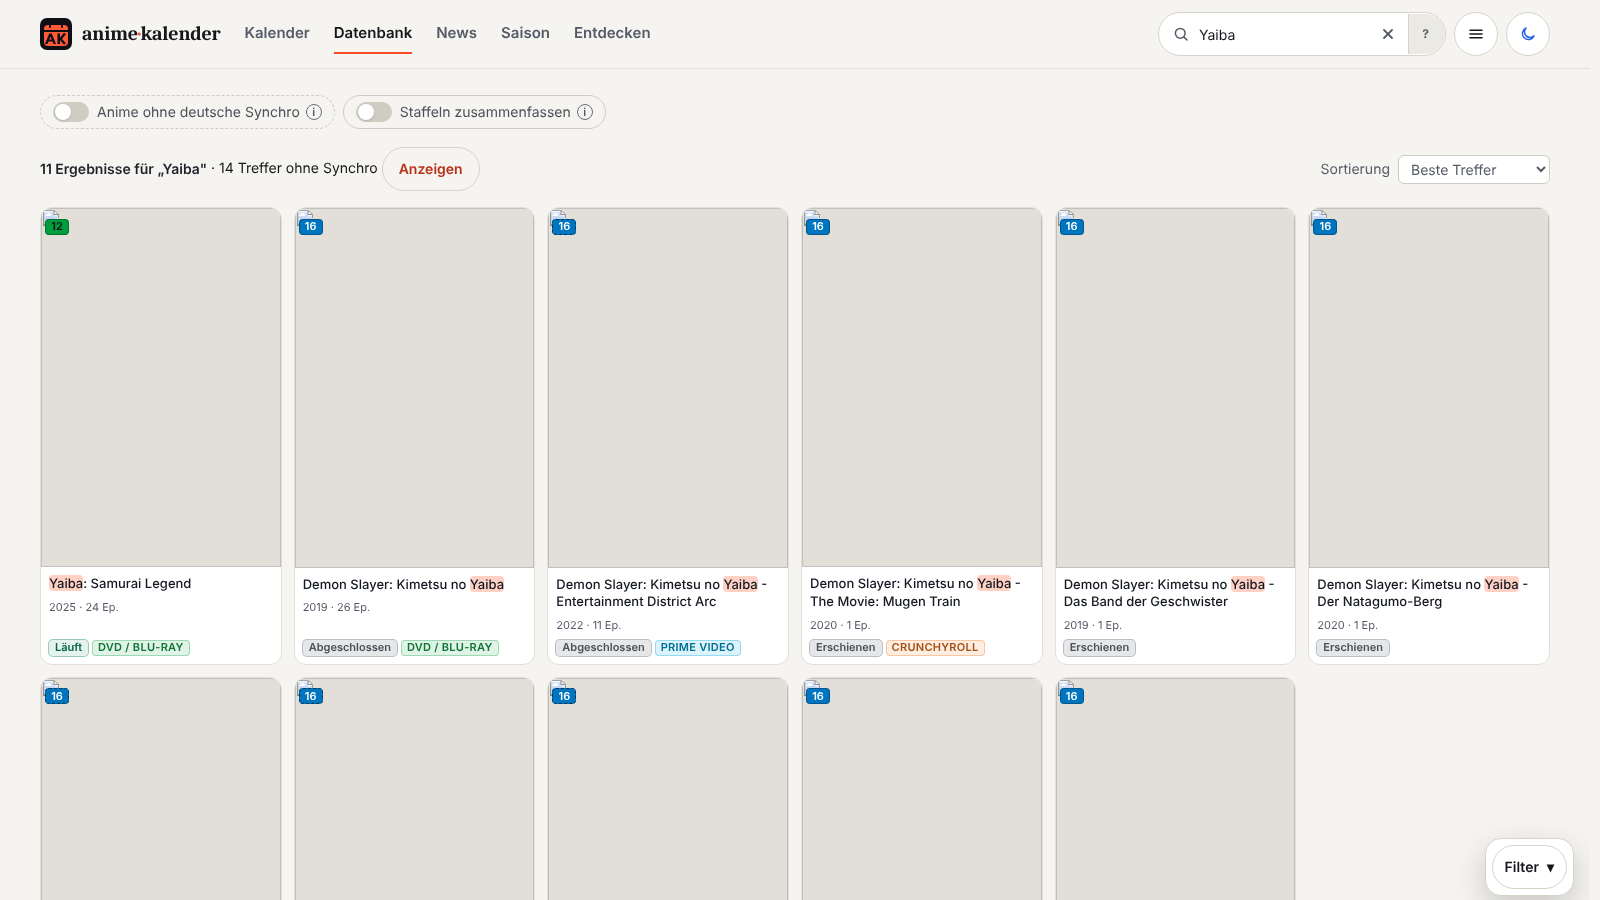 AK anime·kalender Kalender Datenbank News Saison Entdecken Yaiba ?
Anime ohne deutsche Synchro i Staffeln zusammenfassen i
11 Ergebnisse für „Yaiba" · 14 Treffer ohne Synchro Anzeigen Sortierung Beste Treffer
12
Yaiba: Samurai Legend
2025 · 24 Ep.
Läuft DVD / BLU-RAY
16
Demon Slayer: Kimetsu no Yaiba
2019 · 26 Ep.
Abgeschlossen DVD / BLU-RAY
16
Demon Slayer: Kimetsu no Yaiba -
Entertainment District Arc
2022 · 11 Ep.
Abgeschlossen PRIME VIDEO
16
Demon Slayer: Kimetsu no Yaiba -
The Movie: Mugen Train
2020 · 1 Ep.
Erschienen CRUNCHYROLL
16
Demon Slayer: Kimetsu no Yaiba -
Das Band der Geschwister
2019 · 1 Ep.
Erschienen
16
Demon Slayer: Kimetsu no Yaiba -
Der Natagumo-Berg
2020 · 1 Ep.
Erschienen
16
16
16
16
16
Filter ▾